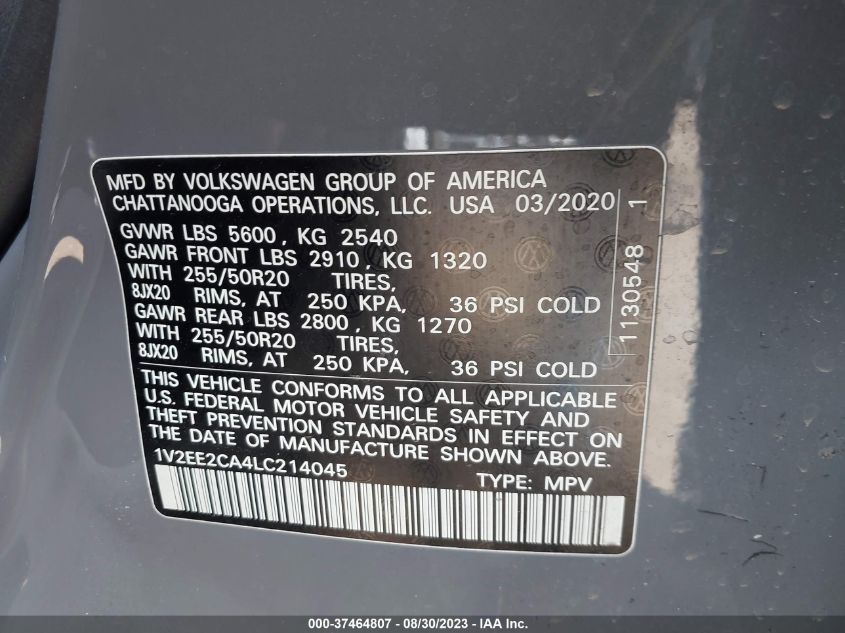 MFD BY VOLKSWAGEN GROUP OF AMERICA
CHATTANOOGA OPERATIONS, LLC. USA 03/2020
GVWR LBS 5600, KG 2540
GAWR FRONT LBS 2910, KG 1320
WITH 255/50R20 TIRES,
8JX20 RIMS, AT 250 KPA, 36 PSI COLD
GAWR REAR LBS 2800, KG 1270
WITH 255/50R20 TIRES,
8JX20 RIMS, AT 250 KPA, 36 PSI COLD
1130548 1
THIS VEHICLE CONFORMS TO ALL APPLICABLE
U.S. FEDERAL MOTOR VEHICLE SAFETY AND
THEFT PREVENTION STANDARDS IN EFFECT ON
THE DATE OF MANUFACTURE SHOWN ABOVE.
1V2EE2CA4LC214045 TYPE: MPV
000-37464807 - 08/30/2023 - IAAI.com